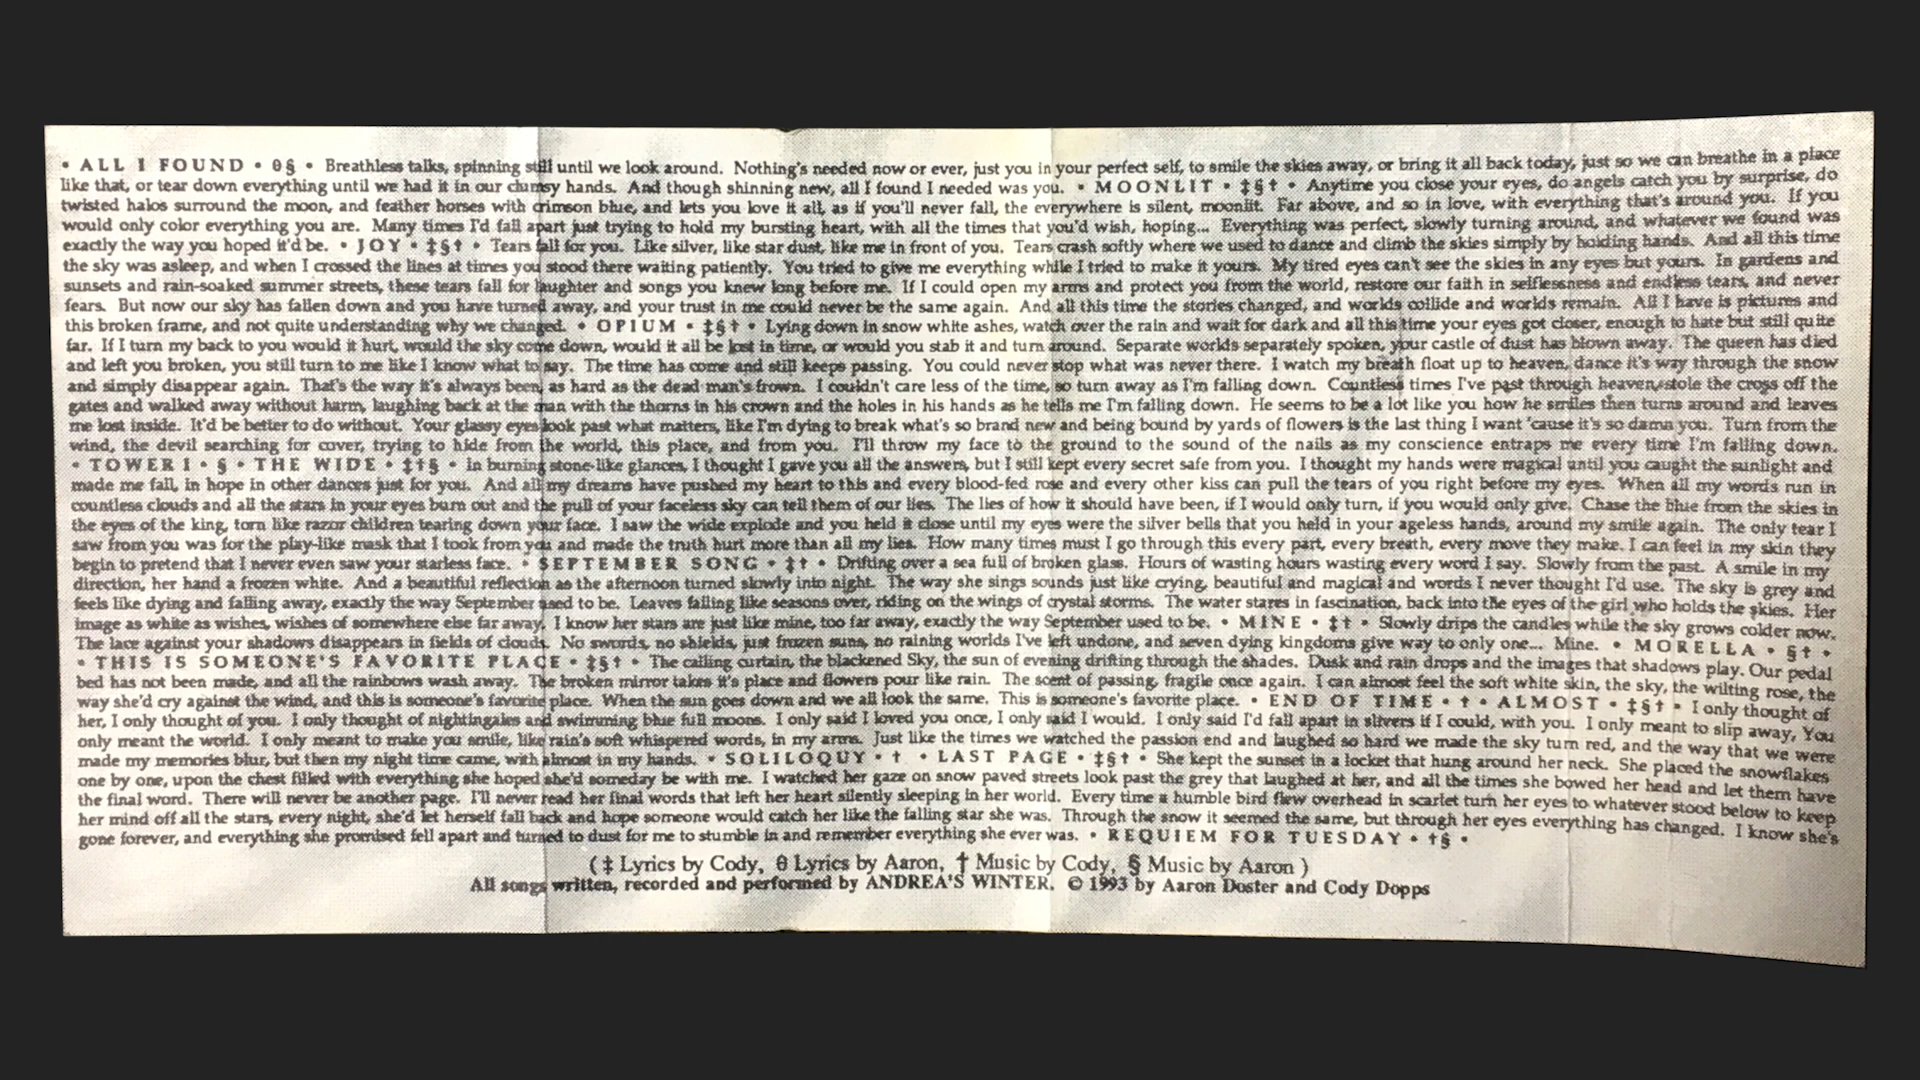 • ALL I FOUND • θ§ • Breathless talks, spinning still until we look around. Nothing's needed now or ever, just you in your perfect self, to smile the skies away, or bring it all back today, just so we can breathe in a place
like that, or tear down everything until we had it in our clumsy hands. And though shinning new, all I found I needed was you. • MOONLIT • ‡§† • Anytime you close your eyes, do angels catch you by surprise, do
twisted halos surround the moon, and feather horses with crimson blue, and lets you love it all, as if you'll never fall, the everywhere is silent, moonlit. Far above, and so in love, with everything that's around you. If you
would only color everything you are. Many times I'd fall apart just trying to hold my bursting heart, with all the times that you'd wish, hoping... Everything was perfect, slowly turning around, and whatever we found was
exactly the way you hoped it'd be. • JOY • ‡§† • Tears fall for you. Like silver, like star dust, like me in front of you. Tears crash softly where we used to dance and climb the skies simply by holding hands. And all this time
the sky was asleep, and when I crossed the lines at times you stood there waiting patiently. You tried to give me everything while I tried to make it yours. My tired eyes can't see the skies in any eyes but yours. In gardens and
sunsets and rain-soaked summer streets, these tears fall for laughter and songs you knew long before me. If I could open my arms and protect you from the world, restore our faith in selflessness and endless tears, and never
fears. But now our sky has fallen down and you have turned away, and your trust in me could never be the same again. And all this time the stories changed, and worlds collide and worlds remain. All I have is pictures and
this broken frame, and not quite understanding why we changed. • OPIUM • ‡§† • Lying down in snow white ashes, watch over the rain and wait for dark and all this time your eyes got closer, enough to hate but still quite
far. If I turn my back to you would it hurt, would the sky come down, would it all be lost in time, or would you stab it and turn around. Separate worlds separately spoken, your castle of dust has blown away. The queen has died
and left you broken, you still turn to me like I know what to say. The time has come and still keeps passing. You could never stop what was never there. I watch my breath float up to heaven, dance it's way through the snow
and simply disappear again. That's the way it's always been, as hard as the dead man's frown. I couldn't care less of the time, so turn away as I'm falling down. Countless times I've past through heaven, stole the cross off the
gates and walked away without harm, laughing back at the man with the thorns in his crown and the holes in his hands as he tells me I'm falling down. He seems to be a lot like you how he smiles then turns around and leaves
me lost inside. It'd be better to do without. Your glassy eyes look past what matters, like I'm dying to break what's so brand new and being bound by yards of flowers is the last thing I want 'cause it's so damn you. Turn from the
wind, the devil searching for cover, trying to hide from the world, this place, and from you. I'll throw my face to the ground to the sound of the nails as my conscience entraps me every time I'm falling down.
• TOWER I • § • THE WIDE • ‡†§ • In burning stone-like glances, I thought I gave you all the answers, but I still kept every secret safe from you. I thought my hands were magical until you caught the sunlight and
made me fall, in hope in other dances just for you. And all my dreams have pushed my heart to this and every blood-fed rose and every other kiss can pull the tears of you right before my eyes. When all my words run in
countless clouds and all the stars in your eyes burn out and the pull of your faceless sky can tell them of our lies. The lies of how it should have been, if I would only turn, if you would only give. Chase the blue from the skies in
the eyes of the king, torn like razor children tearing down your face. I saw the wide explode and you held it close until my eyes were the silver bells that you held in your ageless hands, around my smile again. The only tear I
saw from you was for the play-like mask that I took from you and made the truth hurt more than all my lies. How many times must I go through this every part, every breath, every move they make. I can feel in my skin they
begin to pretend that I never even saw your starless face. • SEPTEMBER SONG • ‡† • Drifting over a sea full of broken glass. Hours of wasting hours wasting every word I say. Slowly from the past. A smile in my
direction, her hand a frozen white. And a beautiful reflection as the afternoon turned slowly into night. The way she sings sounds just like crying, beautiful and magical and words I never thought I'd use. The sky is grey and
feels like dying and falling away, exactly the way September used to be. Leaves falling like seasons over, riding on the wings of crystal storms. The water stares in fascination, back into the eyes of the girl who holds the skies. Her
image as white as wishes, wishes of somewhere else far away. I know her stars are just like mine, too far away, exactly the way September used to be. • MINE • ‡† • Slowly drips the candles while the sky grows colder now.
The lace against your shadows disappears in fields of clouds. No swords, no shields, just frozen suns, no raining worlds I've left undone, and seven dying kingdoms give way to only one... Mine. • MORELLA • §† •
• THIS IS SOMEONE'S FAVORITE PLACE • ‡§† • The calling curtain, the blackened Sky, the sun of evening drifting through the shades. Dusk and rain drops and the images that shadows play. Our pedal
bed has not been made, and all the rainbows wash away. The broken mirror takes it's place and flowers pour like rain. The scent of passing, fragile once again. I can almost feel the soft white skin, the sky, the wilting rose, the
way she'd cry against the wind, and this is someone's favorite place. When the sun goes down and we all look the same. This is someone's favorite place. • END OF TIME • † • ALMOST • ‡§† • I only thought of
her, I only thought of you. I only thought of nightingales and swimming blue full moons. I only said I loved you once, I only said I would. I only said I'd fall apart in slivers if I could, with you. I only meant to slip away, You
only meant the world. I only meant to make you smile, like rain's soft whispered words, in my arms. Just like the times we watched the passion end and laughed so hard we made the sky turn red, and the way that we were
made my memories blur, but then my night time came, with almost in my hands. • SOLILOQUY • † • LAST PAGE • ‡§† • She kept the sunset in a locket that hung around her neck. She placed the snowflakes
one by one, upon the chest filled with everything she hoped she'd someday be with me. I watched her gaze on snow paved streets look past the grey that laughed at her, and all the times she bowed her head and let them have
the final word. There will never be another page. I'll never read her final words that left her heart silently sleeping in her world. Every time a humble bird flew overhead in scarlet turn her eyes to whatever stood below to keep
her mind off all the stars, every night, she'd let herself fall back and hope someone would catch her like the falling star she was. Through the snow it seemed the same, but through her eyes everything has changed. I know she's
gone forever, and everything she promised fell apart and turned to dust for me to stumble in and remember everything she ever was. • REQUIEM FOR TUESDAY • †§ •
( ‡ Lyrics by Cody, θ Lyrics by Aaron, † Music by Cody, § Music by Aaron )
All songs written, recorded and performed by ANDREA'S WINTER. © 1993 by Aaron Doster and Cody Dopps